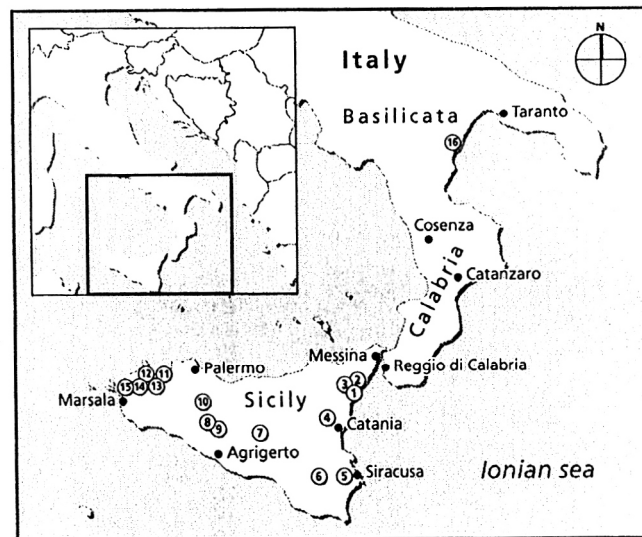 N
Italy
Basilicata
Taranto
16
Cosenza
Calabria
Catanzaro
Messina
Reggio di Calabria
Palermo
12 11
15 14 13
3 2
1
Marsala
Sicily
10
8
9
7
4
Catania
Agrigerto
6
5
Siracusa
Ionian sea